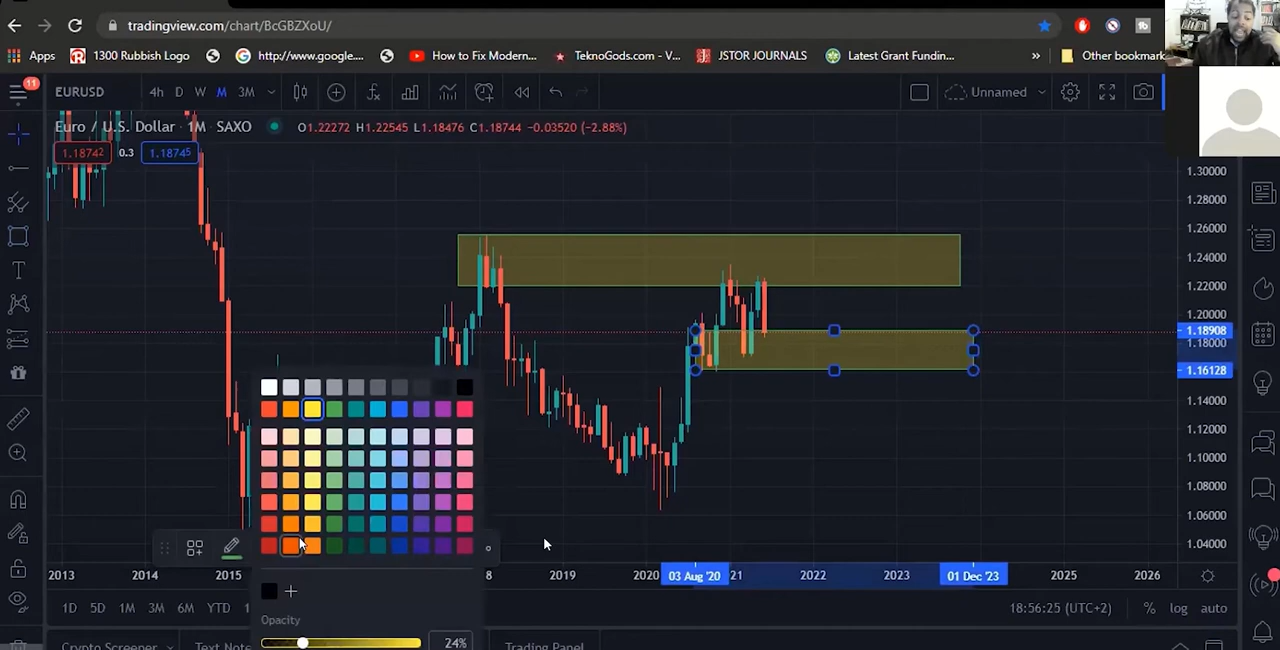 tradingview.com/chart/BcGBZXoU/
Apps 1300 Rubbish Logo http://www.google.... How to Fix Modern... TeknoGods.com - V... JSTOR JOURNALS Latest Grant Fundin... » Other bookmark
11 EURUSD 4h D W M 3M Unnamed
Euro / U.S. Dollar · 1M · SAXO O1.22272 H1.22545 L1.18476 C1.18744 -0.03520 (-2.88%)
1.18742 0.3 1.18745
1.30000
1.28000
1.26000
1.24000
1.22000
1.20000
1.18908
1.18000
1.16128
1.14000
1.12000
1.10000
1.08000
1.06000
1.04000
2013 2014 2015 8 2019 2020 03 Aug '20 21 2022 2023 01 Dec '23 2025 2026
1D 5D 1M 3M 6M YTD 1 18:56:25 (UTC+2) % log auto
Opacity
24%
Crypto Screener Text Note Trading Panel